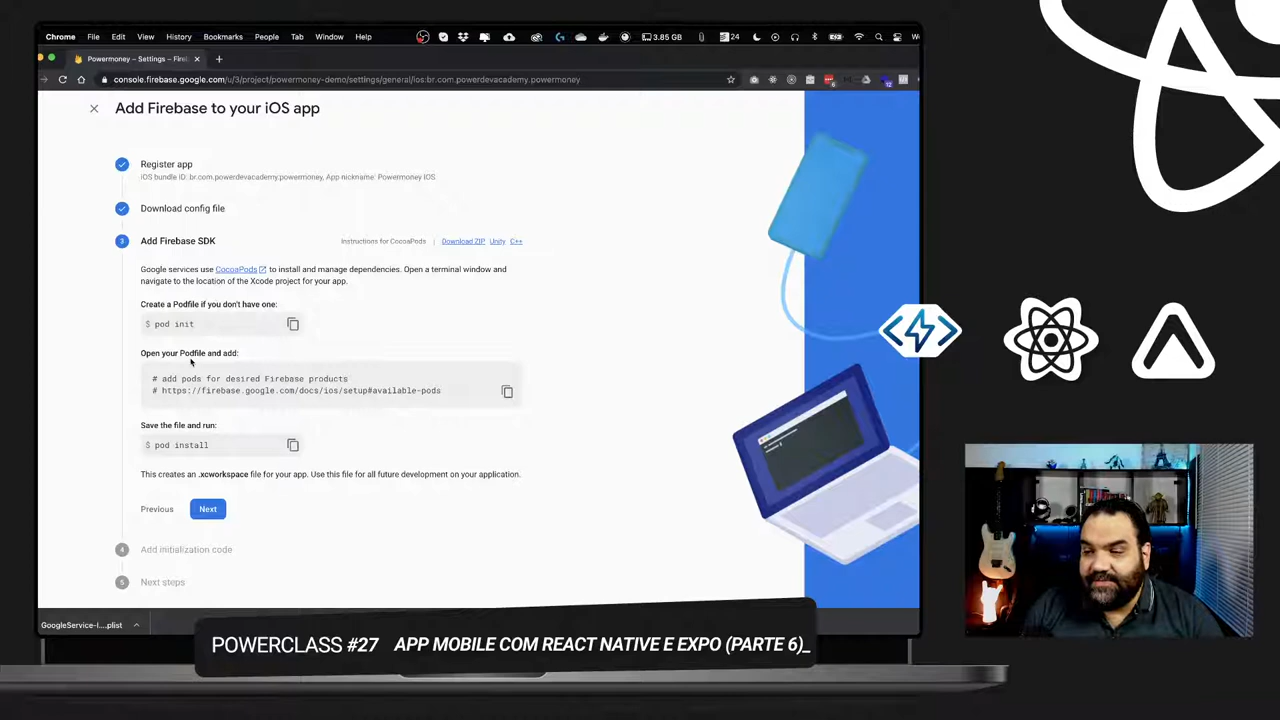 Chrome File Edit View History Bookmarks People Tab Window Help 3.85 GB 24
Powermoney – Settings – Fire
console.firebase.google.com/u/3/project/powermoney-demo/settings/general/ios:br.com.powerdevacademy.powermoney
Add Firebase to your iOS app
Register app
iOS bundle ID: br.com.powerdevacademy.powermoney, App nickname: Powermoney IOS
Download config file
3 Add Firebase SDK Instructions for CocoaPods | Download ZIP Unity C++
Google services use CocoaPods to install and manage dependencies. Open a terminal window and
navigate to the location of the Xcode project for your app.
Create a Podfile if you don't have one:
$ pod init
Open your Podfile and add:
# add pods for desired Firebase products
# https://firebase.google.com/docs/ios/setup#available-pods
Save the file and run:
$ pod install
This creates an .xcworkspace file for your app. Use this file for all future development on your application.
Previous Next
4 Add initialization code
5 Next steps
GoogleService-I....plist
POWERCLASS #27 APP MOBILE COM REACT NATIVE E EXPO (PARTE 6)_